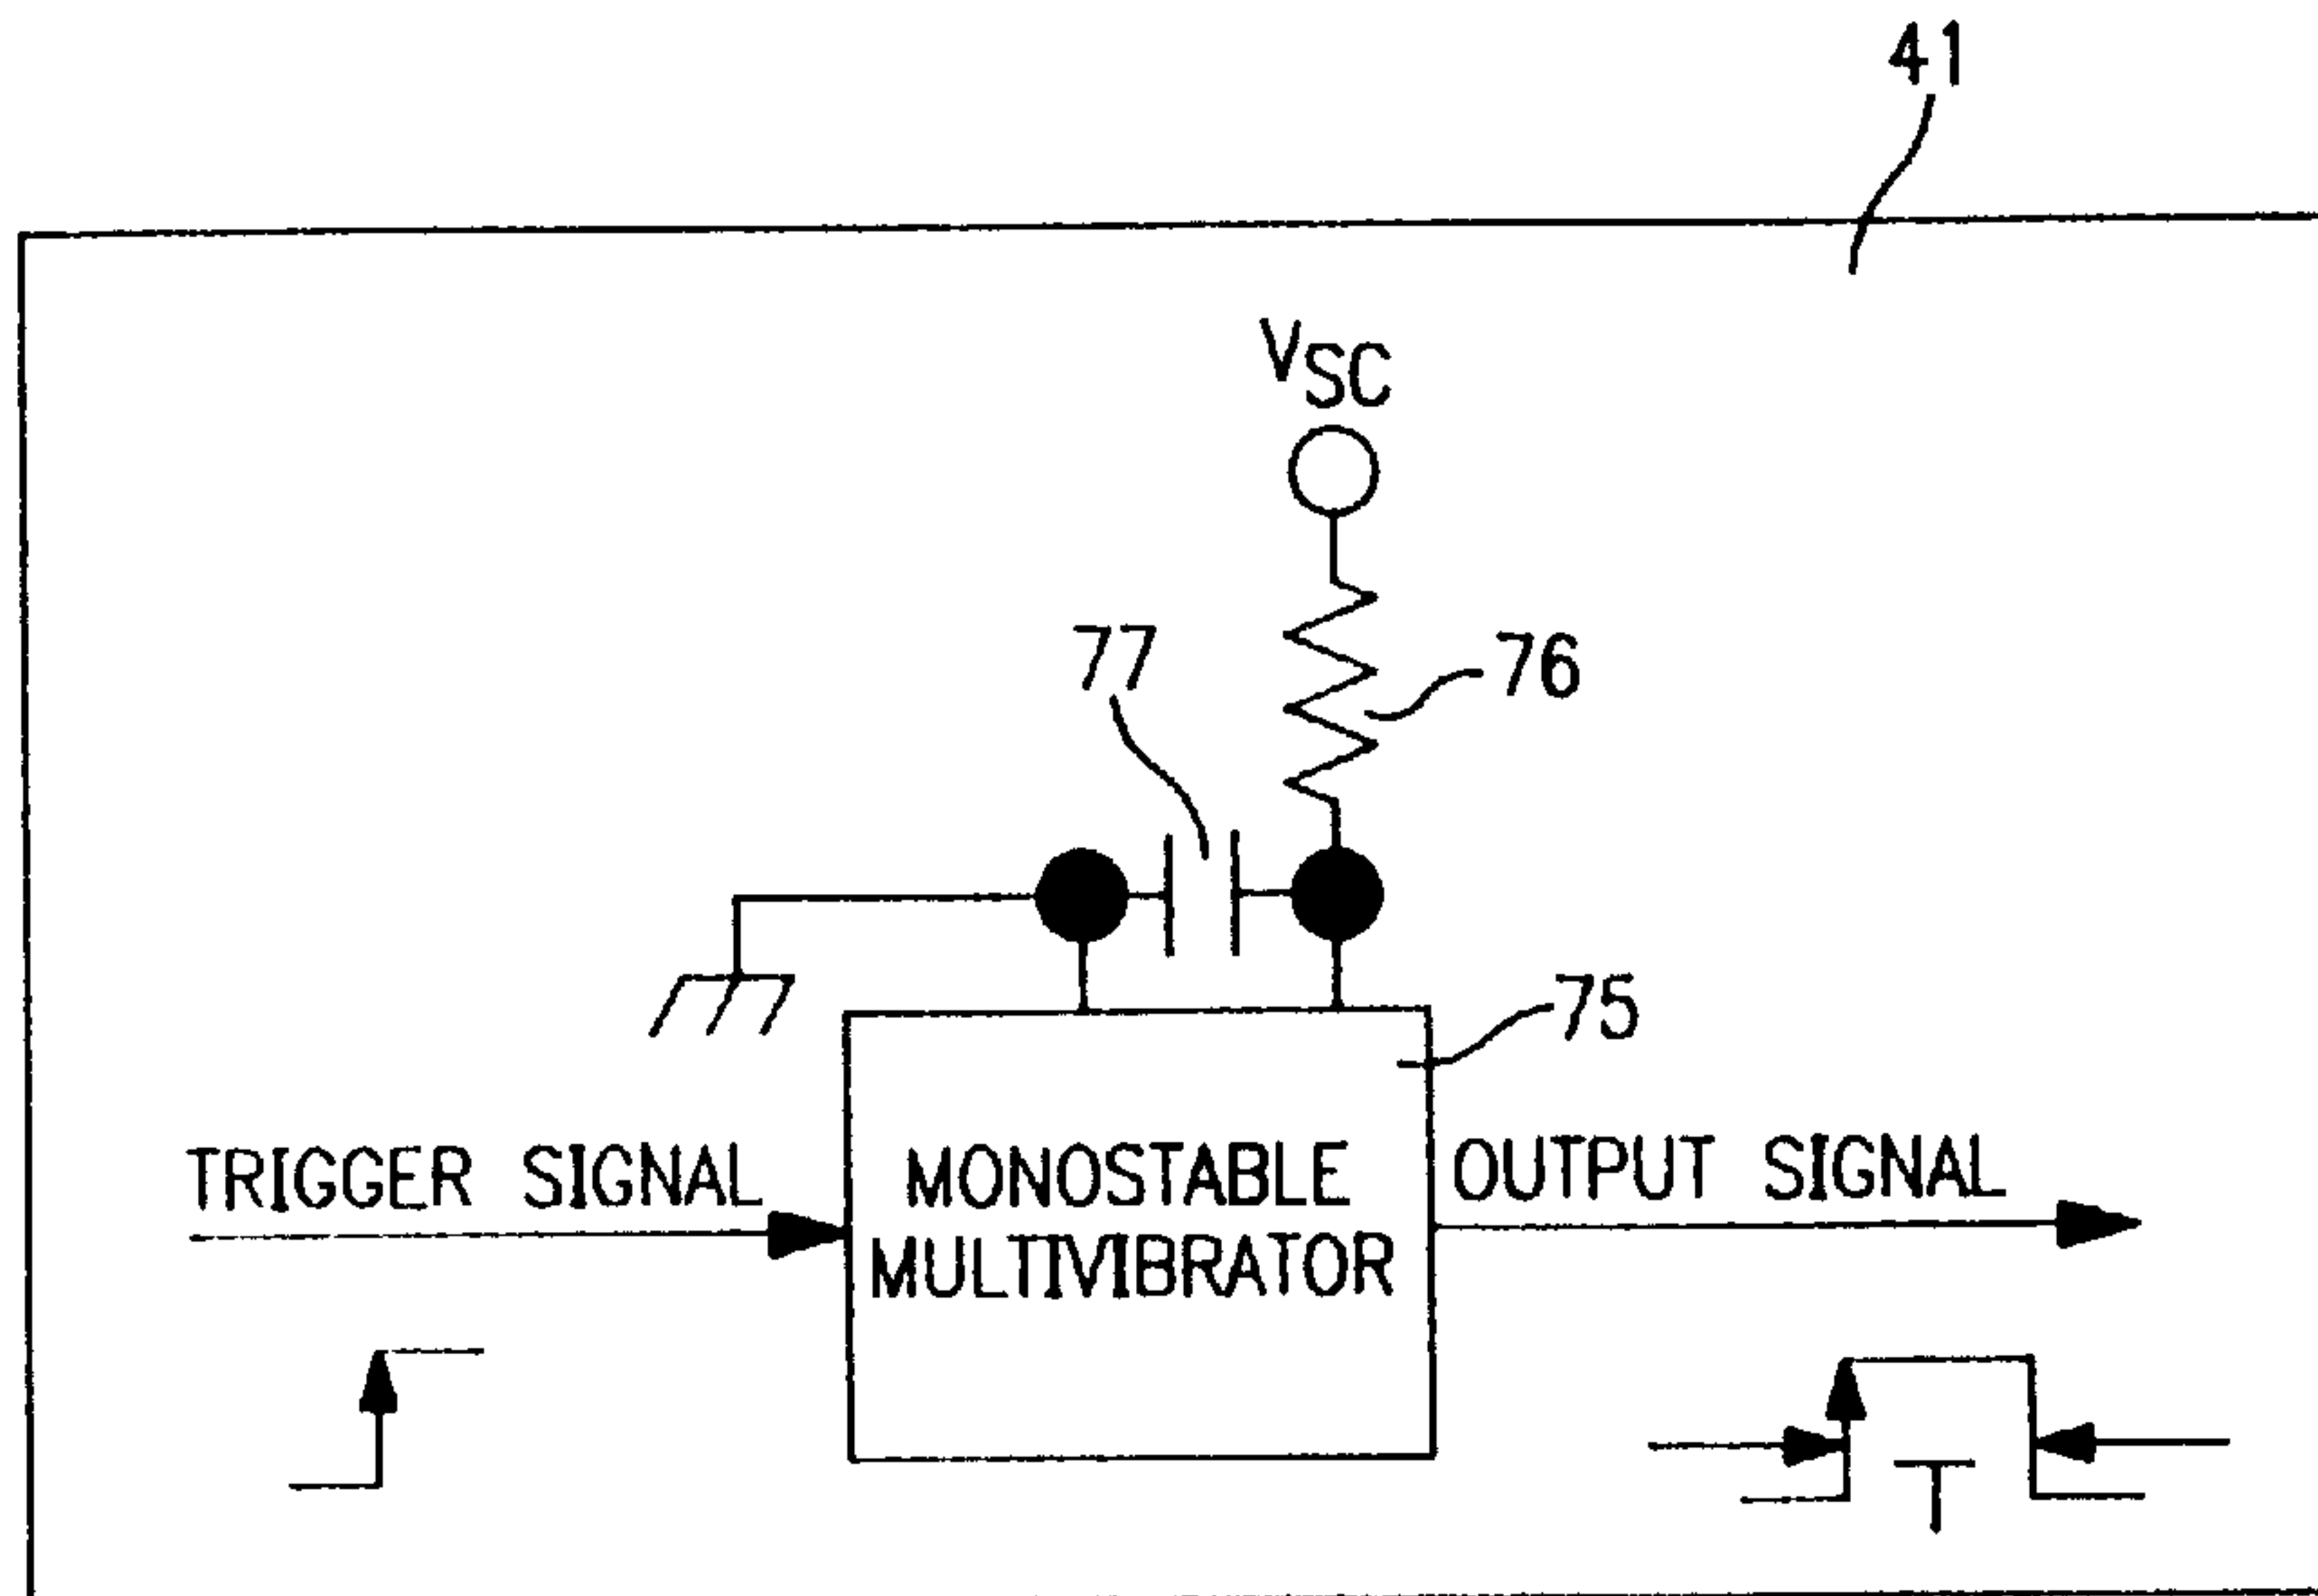 41
VSC
77
76
75
TRIGGER SIGNAL
MONOSTABLE
MULTIVIBRATOR
OUTPUT SIGNAL
T